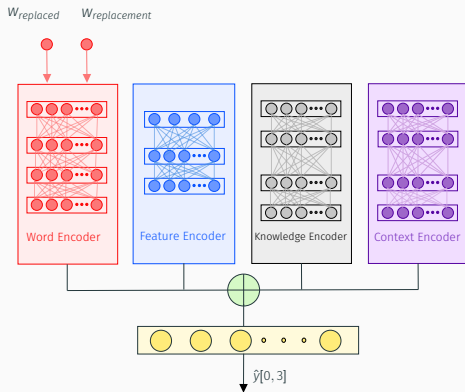 W_replaced W_replacement
Word Encoder Feature Encoder Knowledge Encoder Context Encoder
ŷ[0, 3]